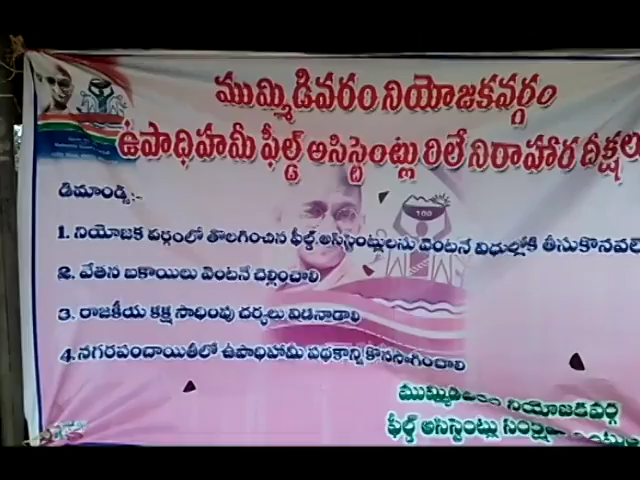 ముమ్మిడివరం నియోజకవర్గం
ఉపాధిహామీ ఫీల్డ్ అసిస్టెంట్లు రిలే నిరాహార దీక్షలు
డిమాండ్స్:-
1. నియోజక వర్గంలో తొలగించిన ఫీల్డ్ అసిస్టెంట్లులను వెంటనే విధుల్లోకి తీసుకొనవలె
2. వేతన బకాయిలు వెంటనే చెల్లించాలి
3. రాజకీయ కక్ష సాధింపు చర్యలు విడనాడాలి
4. నగరపంచాయితీలో ఉపాధిహామీ పథకాన్ని కొనసాగించాలి
100
ముమ్మిడివరం నియోజకవర్గ
ఫీల్డ్ అసిస్టెంట్లు